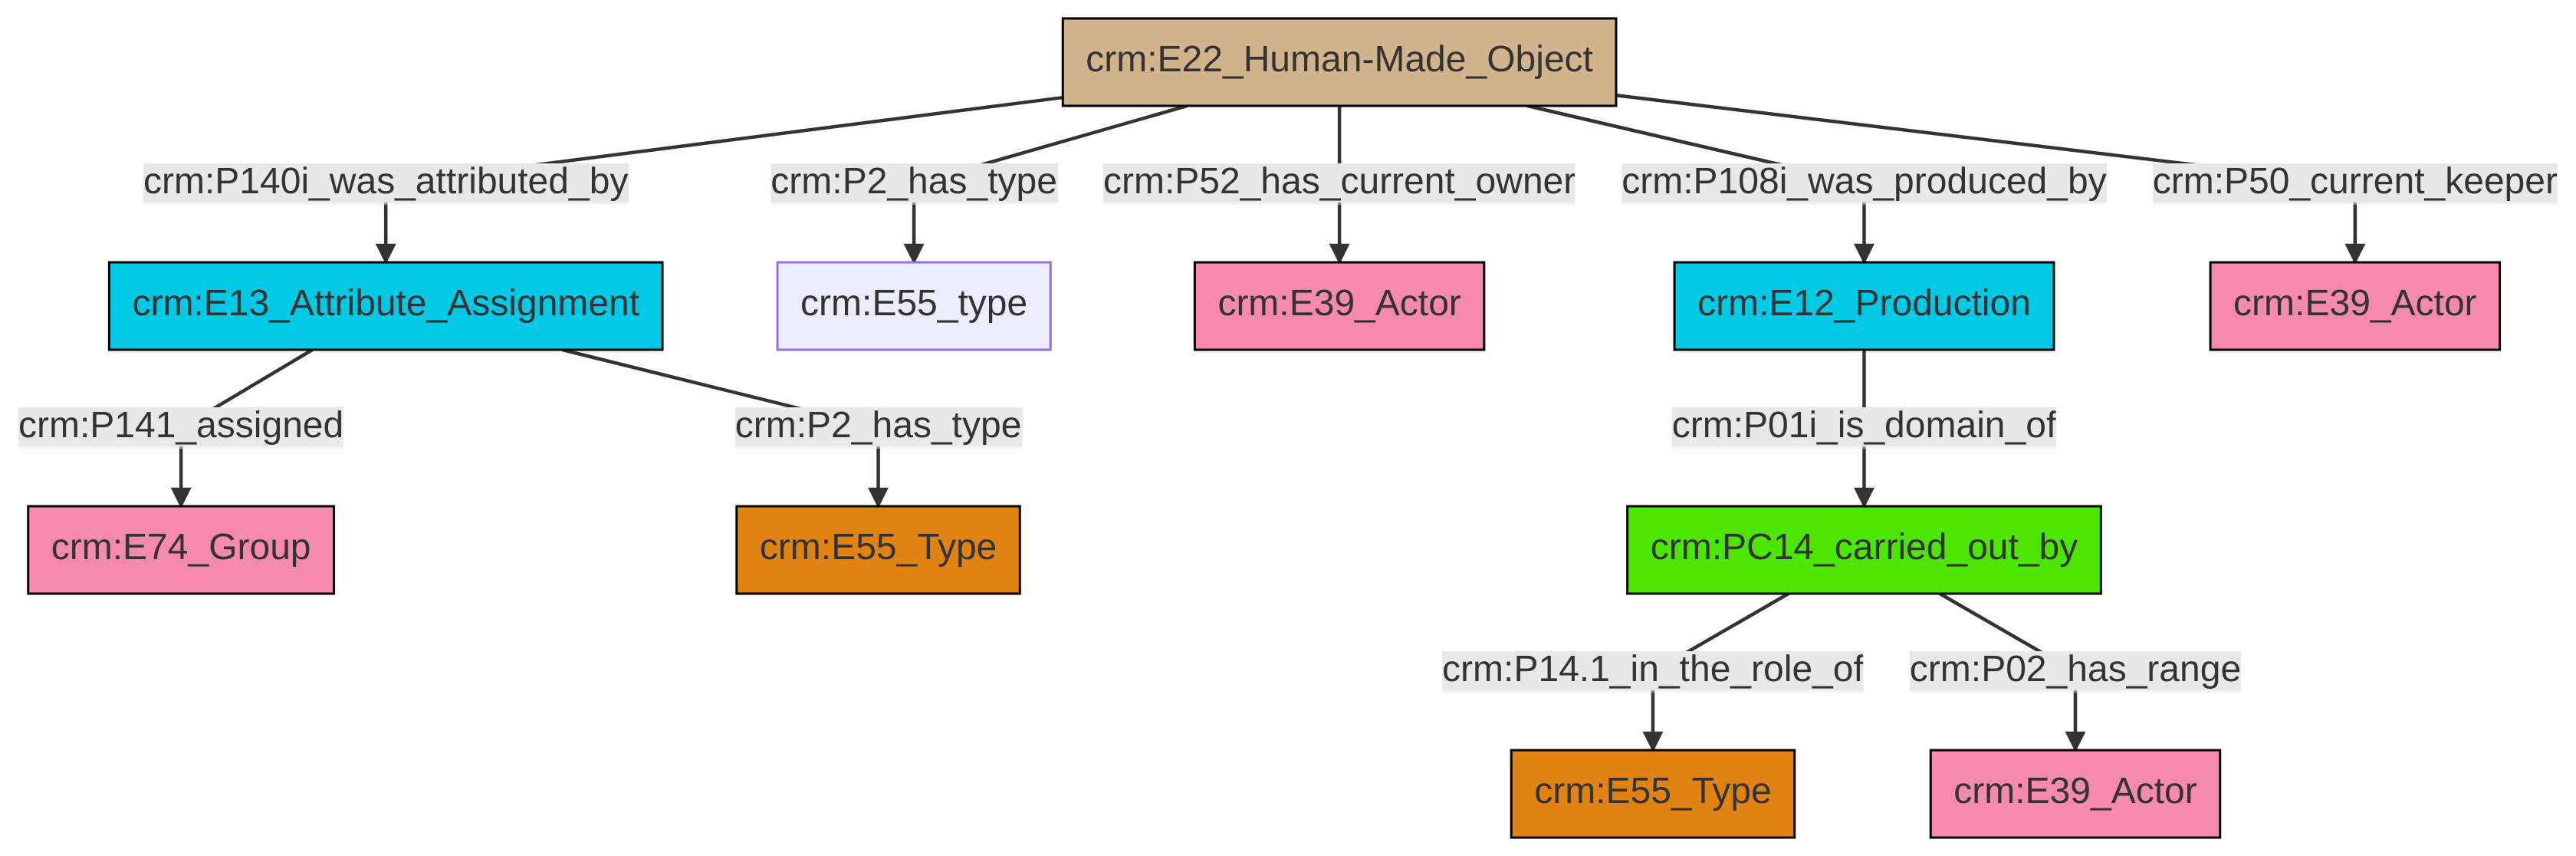 crm:E22_Human-Made_Object
crm:P140i_was_attributed_by
crm:P2_has_type
crm:P52_has_current_owner
crm:P108i_was_produced_by
crm:P50_current_keeper
crm:E13_Attribute_Assignment
crm:E55_type
crm:E39_Actor
crm:E12_Production
crm:E39_Actor
crm:P141_assigned
crm:P2_has_type
crm:P01i_is_domain_of
crm:E74_Group
crm:E55_Type
crm:PC14_carried_out_by
crm:P14.1_in_the_role_of
crm:P02_has_range
crm:E55_Type
crm:E39_Actor